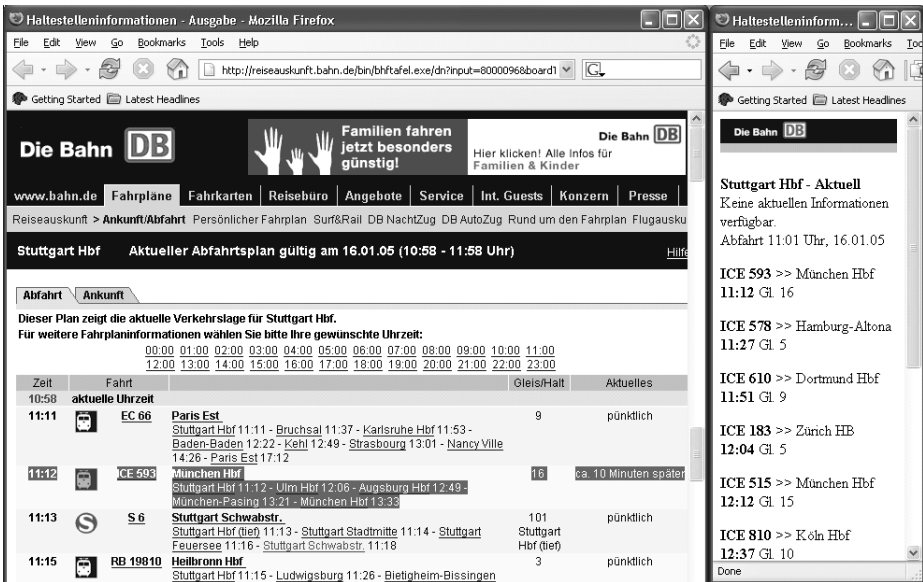 Haltestelleninformationen - Ausgabe - Mozilla Firefox
File Edit View Go Bookmarks Tools Help
http://reiseauskunft.bahn.de/bin/bhftafel.exe/dn?input=8000096&board1
G
Getting Started Latest Headlines
Die Bahn DB
Familien fahren
jetzt besonders
günstig!
Die Bahn DB
Hier klicken! Alle Infos für
Familien & Kinder
www.bahn.de Fahrpläne Fahrkarten Reisebüro Angebote Service Int. Guests Konzern Presse
Reiseauskunft > Ankunft/Abfahrt Persönlicher Fahrplan Surf&Rail DB NachtZug DB AutoZug Rund um den Fahrplan Flugausku
Stuttgart Hbf Aktueller Abfahrtsplan gültig am 16.01.05 (10:58 - 11:58 Uhr) Hilfe
Abfahrt Ankunft
Dieser Plan zeigt die aktuelle Verkehrslage für Stuttgart Hbf.
Für weitere Fahrplaninformationen wählen Sie bitte Ihre gewünschte Uhrzeit:
00:00 01:00 02:00 03:00 04:00 05:00 06:00 07:00 08:00 09:00 10:00 11:00
12:00 13:00 14:00 15:00 16:00 17:00 18:00 19:00 20:00 21:00 22:00 23:00
Zeit Fahrt Gleis/Halt Aktuelles
10:58 aktuelle Uhrzeit
11:11 EC 66 Paris Est 9 pünktlich
Stuttgart Hbf 11:11 - Bruchsal 11:37 - Karlsruhe Hbf 11:53 -
Baden-Baden 12:22 - Kehl 12:49 - Strasbourg 13:01 - Nancy Ville
14:26 - Paris Est 17:12
11:12 ICE 593 München Hbf 16 ca. 10 Minuten später
Stuttgart Hbf 11:12 - Ulm Hbf 12:06 - Augsburg Hbf 12:49 -
München-Pasing 13:21 - München Hbf 13:33
11:13 S S 6 Stuttgart Schwabstr. 101 pünktlich
Stuttgart Hbf (tief) 11:13 - Stuttgart Stadtmitte 11:14 - Stuttgart Stuttgart
Feuersee 11:16 - Stuttgart Schwabstr. 11:18 Hbf (tief)
11:15 RB 19810 Heilbronn Hbf 3 pünktlich
Stuttgart Hbf 11:15 - Ludwigsburg 11:26 - Bietigheim-Bissingen
Haltestelleninform...
File Edit View Go Bookmarks Too
Getting Started Latest Headlines
Die Bahn DB
Stuttgart Hbf - Aktuell
Keine aktuellen Informationen
verfügbar.
Abfahrt 11:01 Uhr, 16.01.05
ICE 593 >> München Hbf
11:12 Gl. 16
ICE 578 >> Hamburg-Altona
11:27 Gl. 5
ICE 610 >> Dortmund Hbf
11:51 Gl. 9
ICE 183 >> Zürich HB
12:04 Gl. 5
ICE 515 >> München Hbf
12:12 Gl. 15
ICE 810 >> Köln Hbf
12:37 Gl. 10
Done